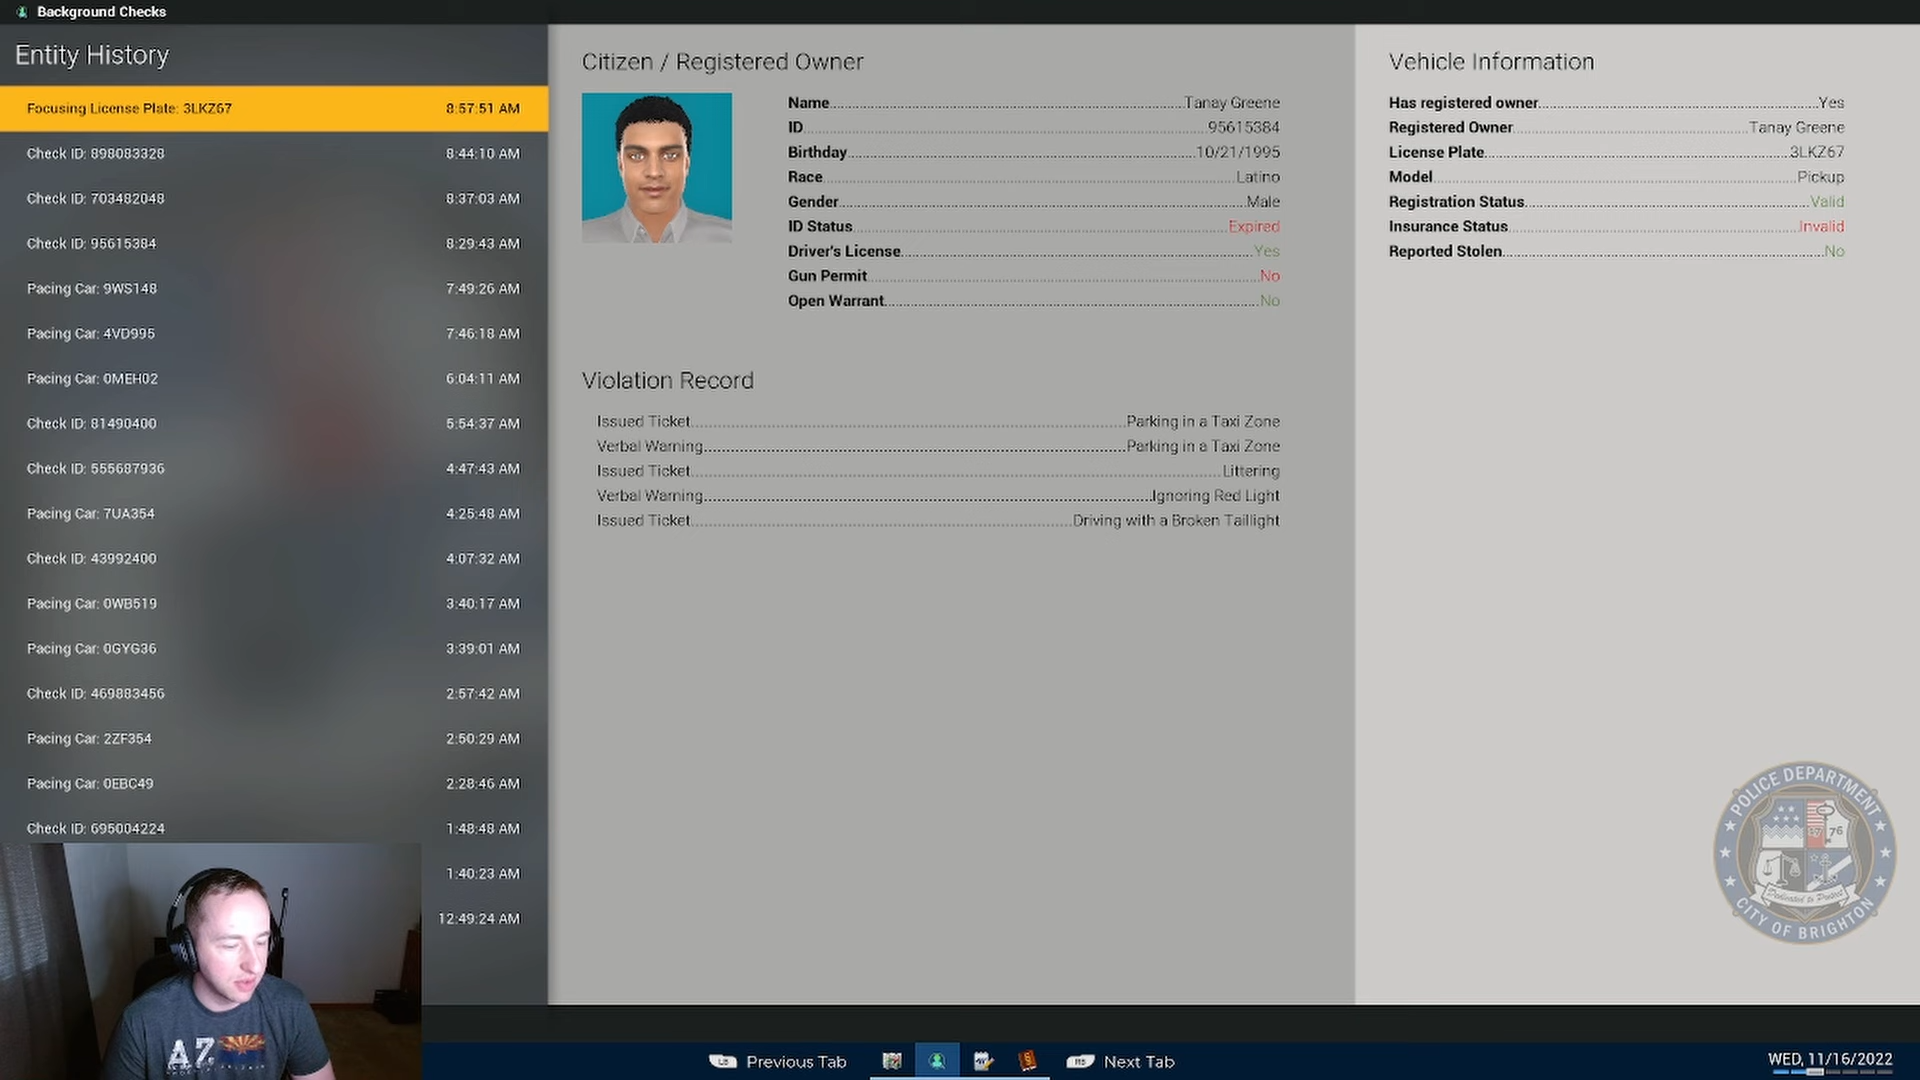 Background Checks
Entity History
Focusing License Plate: 3LKZ67 8:57:51 AM
Check ID: 898083328 8:44:10 AM
Check ID: 703482048 8:37:03 AM
Check ID: 95615384 8:29:43 AM
Pacing Car: 9WS148 7:49:26 AM
Pacing Car: 4VD995 7:46:18 AM
Pacing Car: 0MEH02 6:04:11 AM
Check ID: 81490400 5:54:37 AM
Check ID: 555687936 4:47:43 AM
Pacing Car: 7UA354 4:25:48 AM
Check ID: 43992400 4:07:32 AM
Pacing Car: 0WB519 3:40:17 AM
Pacing Car: 0GYG36 3:39:01 AM
Check ID: 469883456 2:57:42 AM
Pacing Car: 2ZF354 2:50:29 AM
Pacing Car: 0EBC49 2:28:46 AM
Check ID: 695004224 1:48:48 AM
1:40:23 AM
12:49:24 AM
Citizen / Registered Owner
Name Tanay Greene
ID 95615384
Birthday 10/21/1995
Race Latino
Gender Male
ID Status Expired
Driver's License Yes
Gun Permit No
Open Warrant No
Violation Record
Issued Ticket Parking in a Taxi Zone
Verbal Warning Parking in a Taxi Zone
Issued Ticket Littering
Verbal Warning Ignoring Red Light
Issued Ticket Driving with a Broken Taillight
Vehicle Information
Has registered owner Yes
Registered Owner Tanay Greene
License Plate 3LKZ67
Model Pickup
Registration Status Valid
Insurance Status Invalid
Reported Stolen No
POLICE DEPARTMENT
1776
Dedicated to Protect
CITY OF BRIGHTON
AZ
LB Previous Tab
RB Next Tab
WED, 11/16/2022